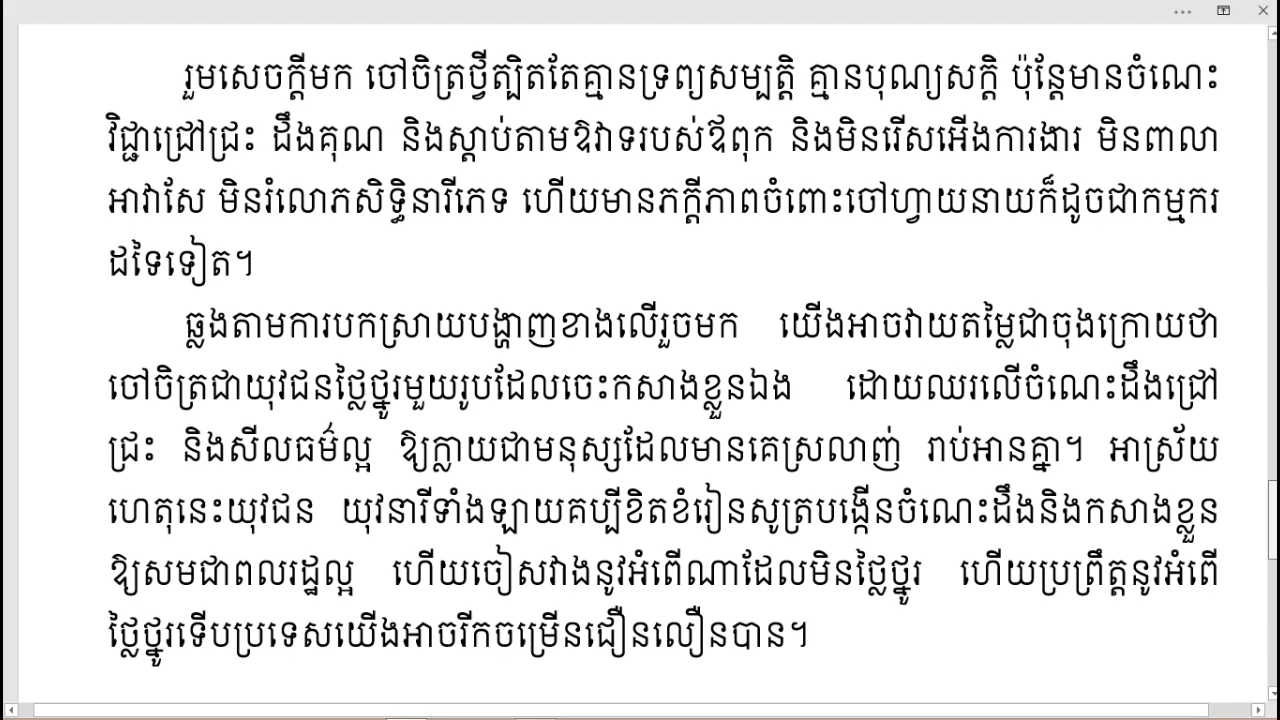 រួមសេចក្ដីមក ចៅចិត្រថ្វីត្បិតតែគ្មានទ្រព្យសម្បត្តិ គ្មានបុណ្យសក្ដិ ប៉ុន្តែមានចំណេះ
វិជ្ជាជ្រៅជ្រះ ដឹងគុណ និងស្ដាប់តាមឱវាទរបស់ឪពុក និងមិនរើសអើងការងារ មិនពាលា
អាវាសែ មិនរំលោភសិទ្ធិនារីភេទ ហើយមានភក្ដីភាពចំពោះចៅហ្វាយនាយក៏ដូចជាកម្មករ
ដទៃទៀត។
ឆ្លងតាមការបកស្រាយបង្ហាញខាងលើរួចមក យើងអាចវាយតម្លៃជាចុងក្រោយថា
ចៅចិត្រជាយុវជនថ្លៃថ្នូរមួយរូបដែលចេះកសាងខ្លួនឯង ដោយឈរលើចំណេះដឹងជ្រៅ
ជ្រះ និងសីលធម៌ល្អ ឱ្យក្លាយជាមនុស្សដែលមានគេស្រលាញ់ រាប់អានគ្នា។ អាស្រ័យ
ហេតុនេះយុវជន យុវនារីទាំងឡាយគប្បីខិតខំរៀនសូត្របង្កើនចំណេះដឹងនិងកសាងខ្លួន
ឱ្យសមជាពលរដ្ឋល្អ ហើយចៀសវាងនូវអំពើណាដែលមិនថ្លៃថ្នូរ ហើយប្រព្រឹត្តនូវអំពើ
ថ្លៃថ្នូរទើបប្រទេសយើងអាចរីកចម្រើនជឿនលឿនបាន។